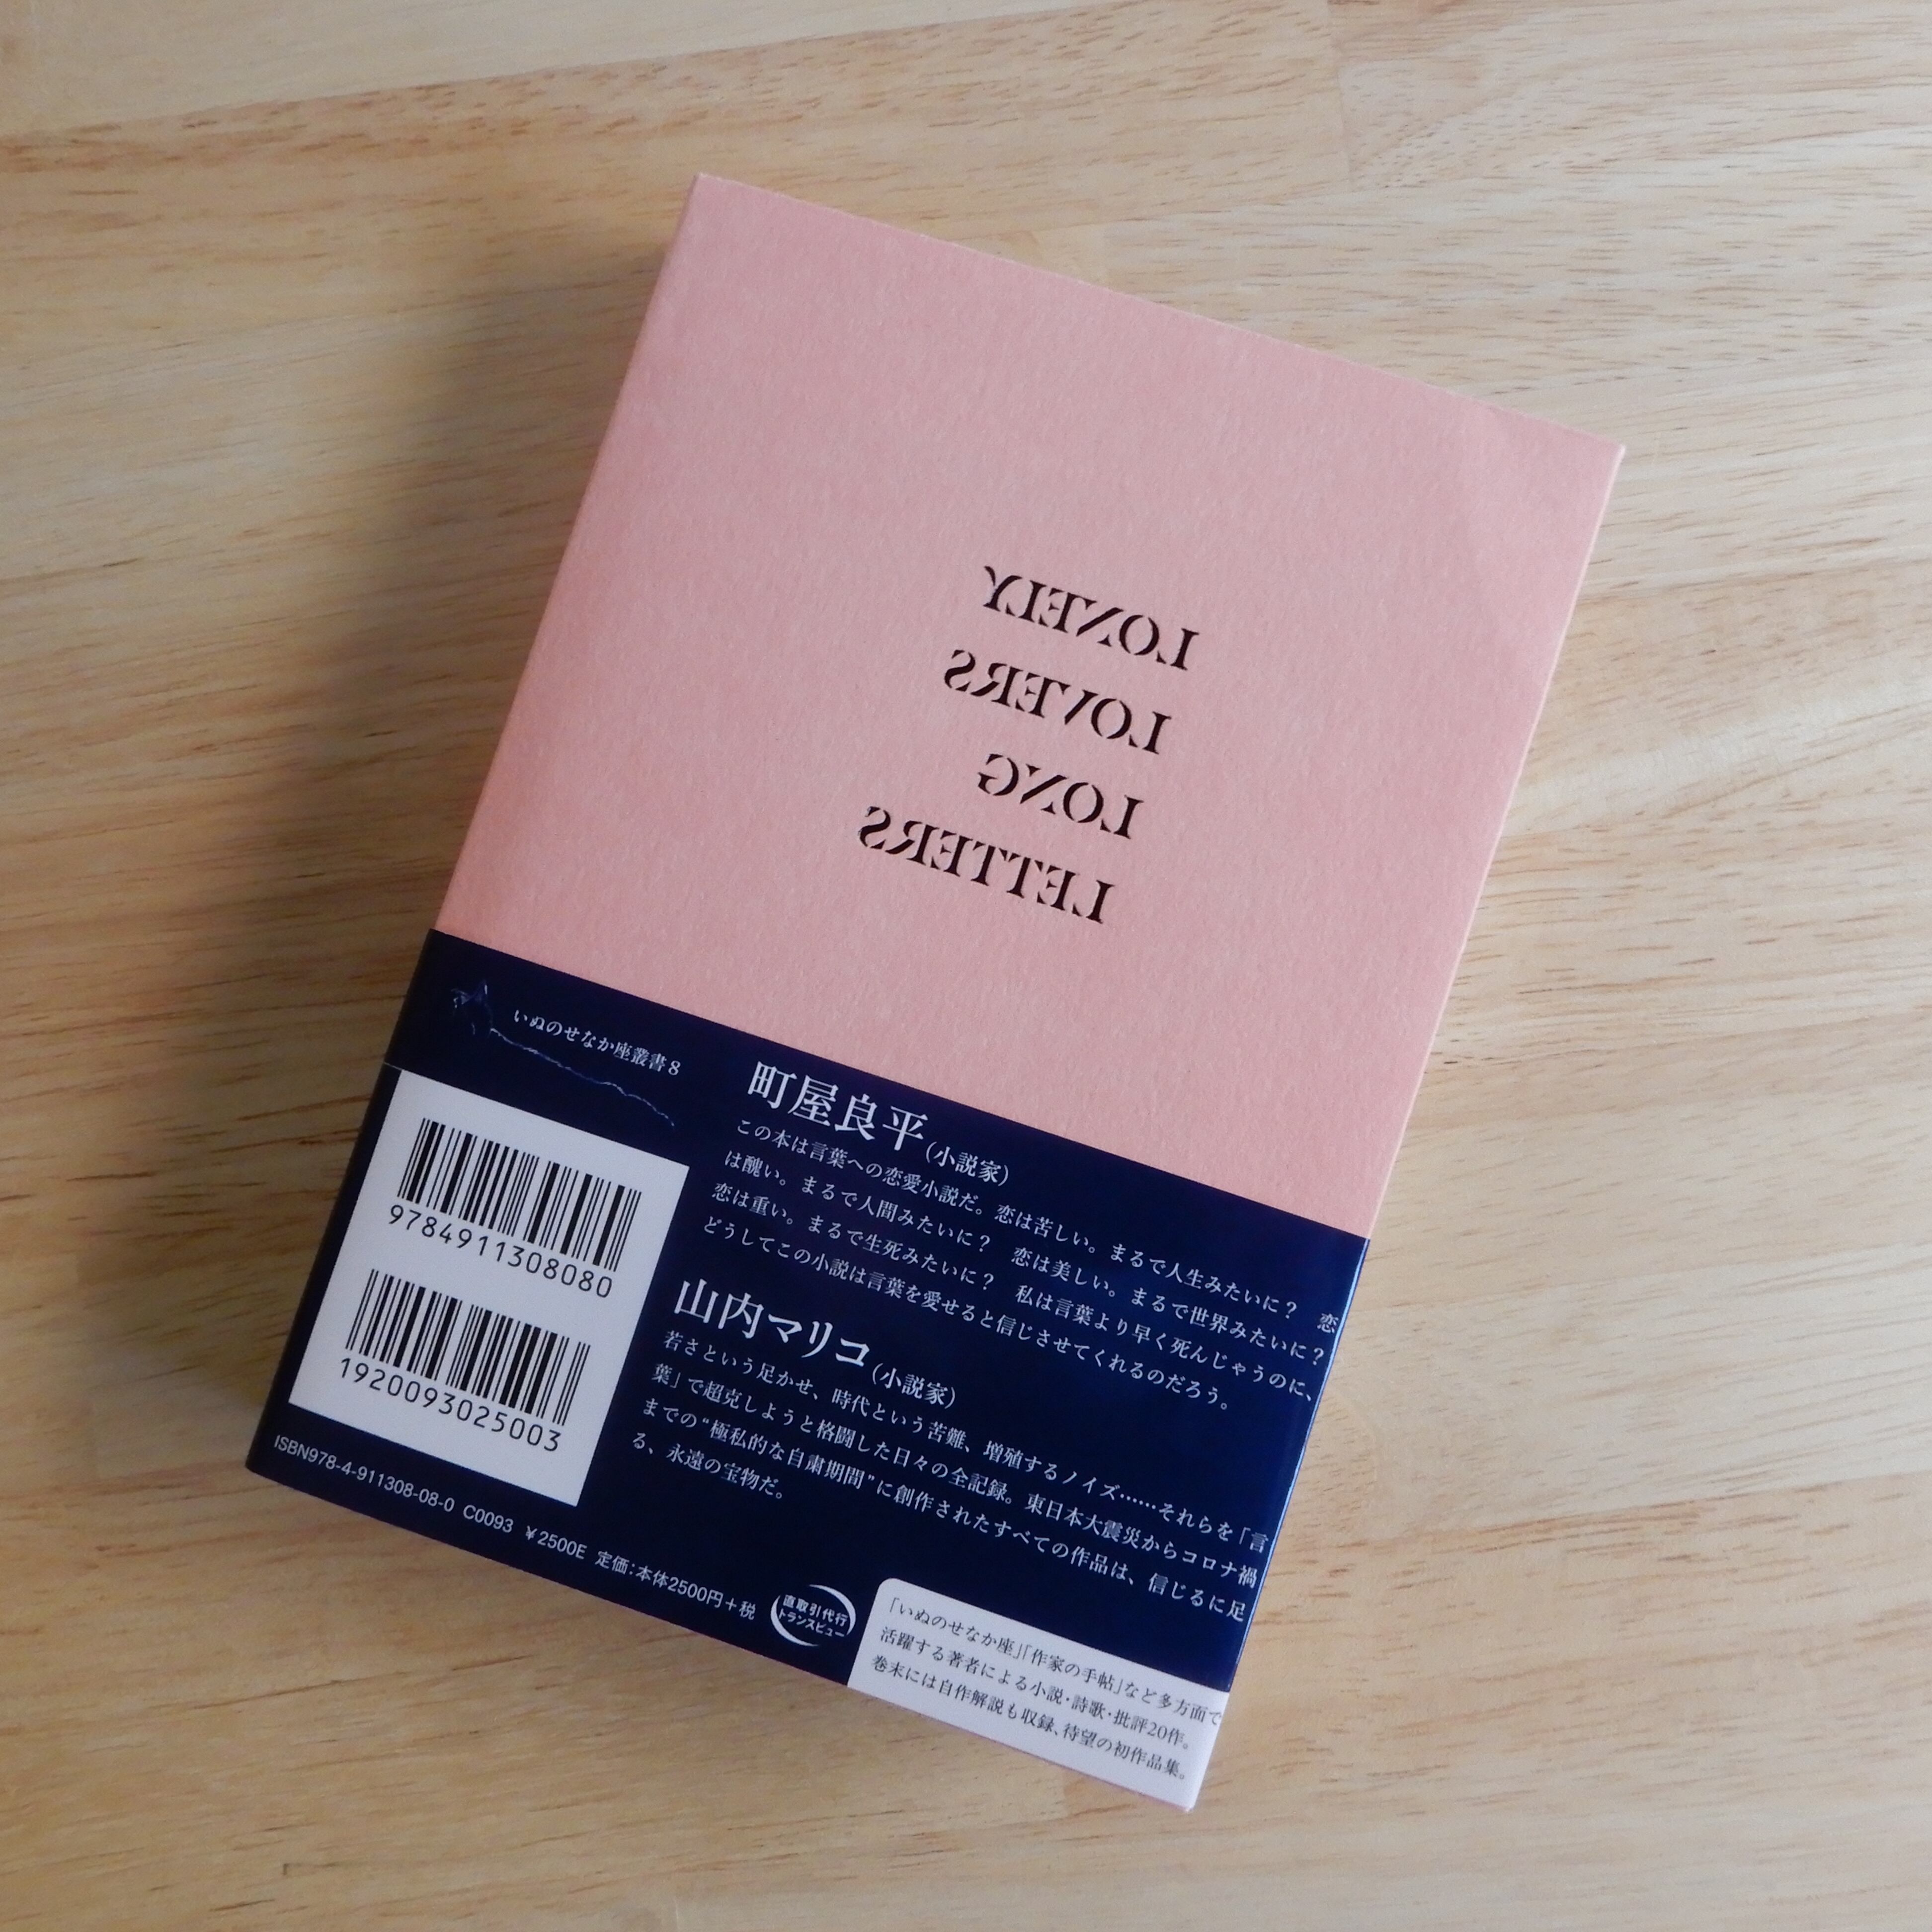 LONELY
LOVERS
LONG
LETTERS
いぬのせなか座叢書8
町屋良平(小説家)
この本は言葉への恋愛小説だ。恋は苦しい。まるで人生みたいに? 恋
は醜い。まるで人間みたいに? 恋は美しい。まるで世界みたいに?
恋は重い。まるで生死みたいに? 私は言葉より早く死んじゃうのに、
どうしてこの小説は言葉を愛せると信じさせてくれるのだろう。
山内マリコ(小説家)
若さという足かせ、時代という苦難、増殖するノイズ……それらを「言
葉」で超克しようと格闘した日々の全記録。東日本大震災からコロナ禍
までの“極私的な自粛期間”に創作されたすべての作品は、信じるに足
る、永遠の宝物だ。
9784911308080
1920093025003
ISBN978-4-911308-08-0 C0093 ¥2500E 定価:本体2500円+税
直取引代行
トランスビュー
「いぬのせなか座」「作家の手帖」など多方面で
活躍する著者による小説・詩歌・批評20作。
巻末には自作解説も収録、待望の初作品集。